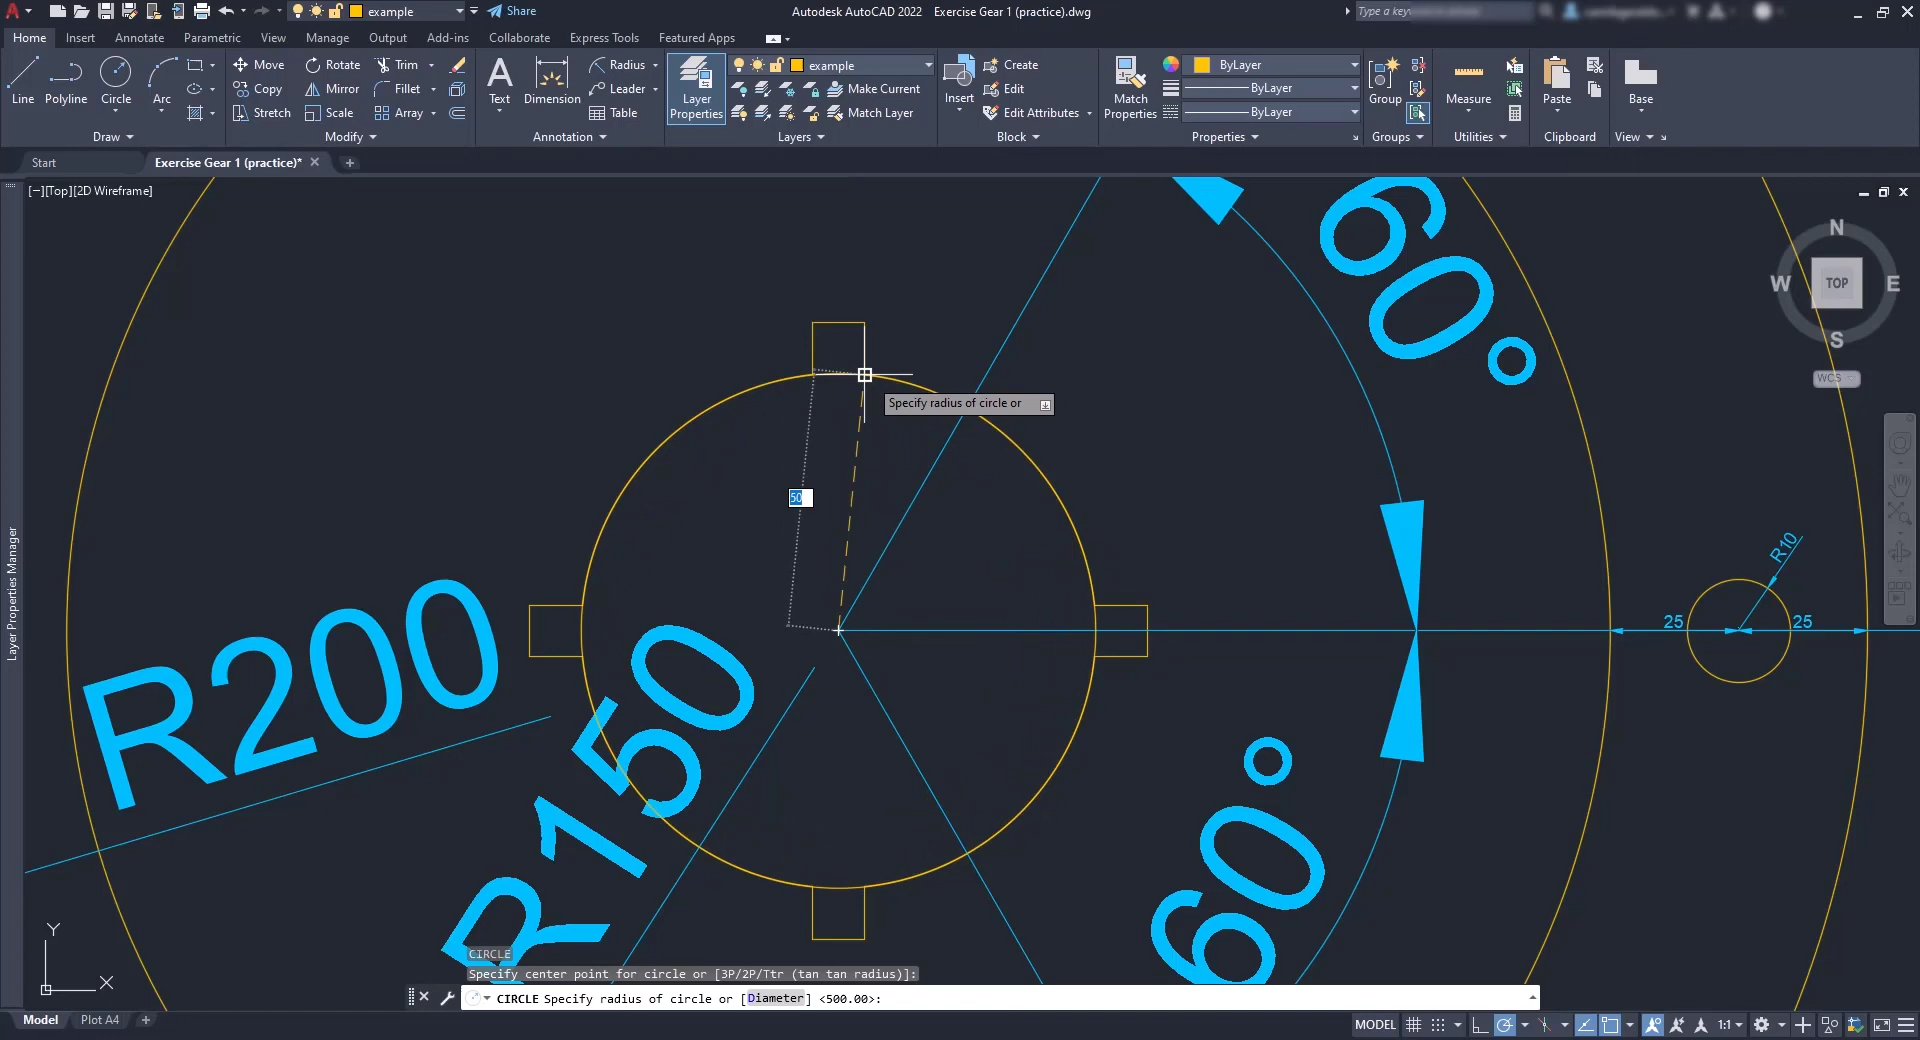 example
Share
Autodesk AutoCAD 2022 Exercise Gear 1 (practice).dwg
Type a key
Home Insert Annotate Parametric View Manage Output Add-ins Collaborate Express Tools Featured Apps
Line
Polyline
Circle
Arc
Move
Rotate
Trim
Copy
Mirror
Fillet
Stretch
Scale
Array
Text
Dimension
Radius
Leader
Table
Layer
Properties
example
Make Current
Match Layer
Insert
Create
Edit
Edit Attributes
Match
Properties
ByLayer
ByLayer
ByLayer
Group
Measure
Paste
Base
Draw
Modify
Annotation
Layers
Block
Properties
Groups
Utilities
Clipboard
View
Start
Exercise Gear 1 (practice)*
[−][Top][2D Wireframe]
N
W
TOP
E
S
WCS
60°
Specify radius of circle or
50
R10
25
25
R200
R150
60°
Layer Properties Manager
Y
X
CIRCLE
Specify center point for circle or [3P/2P/Ttr (tan tan radius)]:
CIRCLE Specify radius of circle or [Diameter] <500.00>:
Model
Plot A4
MODEL
1:1